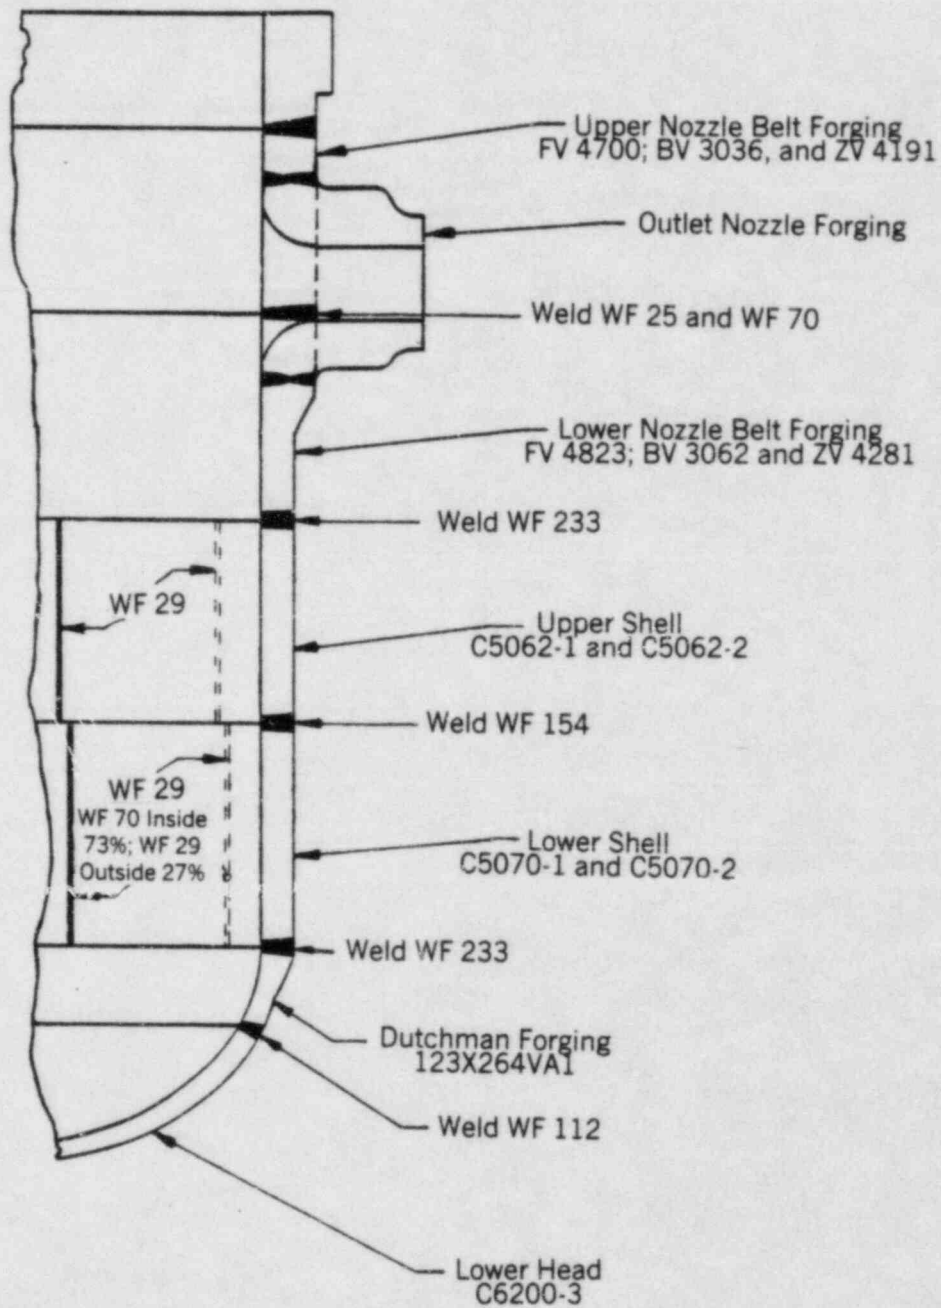 Upper Nozzle Belt Forging
FV 4700; BV 3036, and ZV 4191
Outlet Nozzle Forging
Weld WF 25 and WF 70
Lower Nozzle Belt Forging
FV 4823; BV 3062 and ZV 4281
Weld WF 233
WF 29
Upper Shell
C5062-1 and C5062-2
Weld WF 154
WF 29
WF 70 Inside
73%; WF 29
Outside 27%
Lower Shell
C5070-1 and C5070-2
Weld WF 233
Dutchman Forging
123X264VA1
Weld WF 112
Lower Head
C6200-3